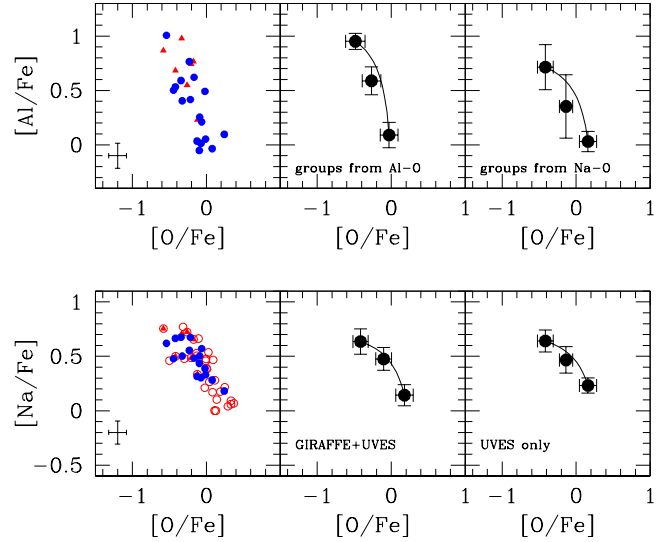 1
[Al/Fe]
0.5
0
groups from Al-O
groups from Na-O
-1 0 -1 0 -1 0 1
[O/Fe] [O/Fe] [O/Fe]
1
[Na/Fe]
0.5
0
-0.5
GIRAFFE+UVES
UVES only
-1 0 -1 0 -1 0 1
[O/Fe] [O/Fe] [O/Fe]